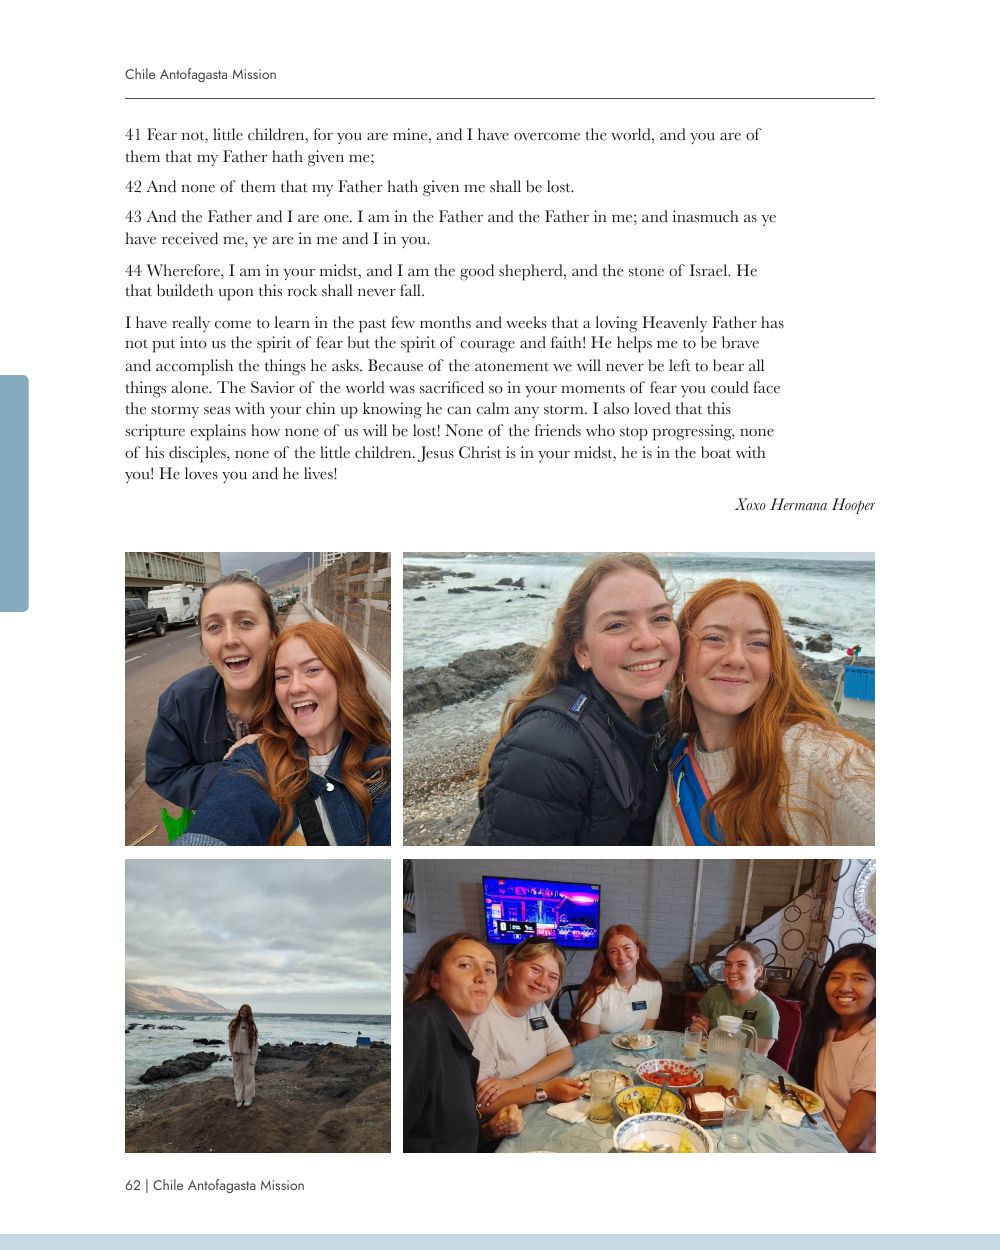 Chile Antofagasta Mission
41 Fear not, little children, for you are mine, and I have overcome the world, and you are of
them that my Father hath given me;
42 And none of them that my Father hath given me shall be lost.
43 And the Father and I are one. I am in the Father and the Father in me; and inasmuch as ye
have received me, ye are in me and I in you.
44 Wherefore, I am in your midst, and I am the good shepherd, and the stone of Israel. He
that buildeth upon this rock shall never fall.
I have really come to learn in the past few months and weeks that a loving Heavenly Father has
not put into us the spirit of fear but the spirit of courage and faith! He helps me to be brave
and accomplish the things he asks. Because of the atonement we will never be left to bear all
things alone. The Savior of the world was sacrificed so in your moments of fear you could face
the stormy seas with your chin up knowing he can calm any storm. I also loved that this
scripture explains how none of us will be lost! None of the friends who stop progressing, none
of his disciples, none of the little children. Jesus Christ is in your midst, he is in the boat with
you! He loves you and he lives!
Xoxo Hermana Hooper
62 | Chile Antofagasta Mission